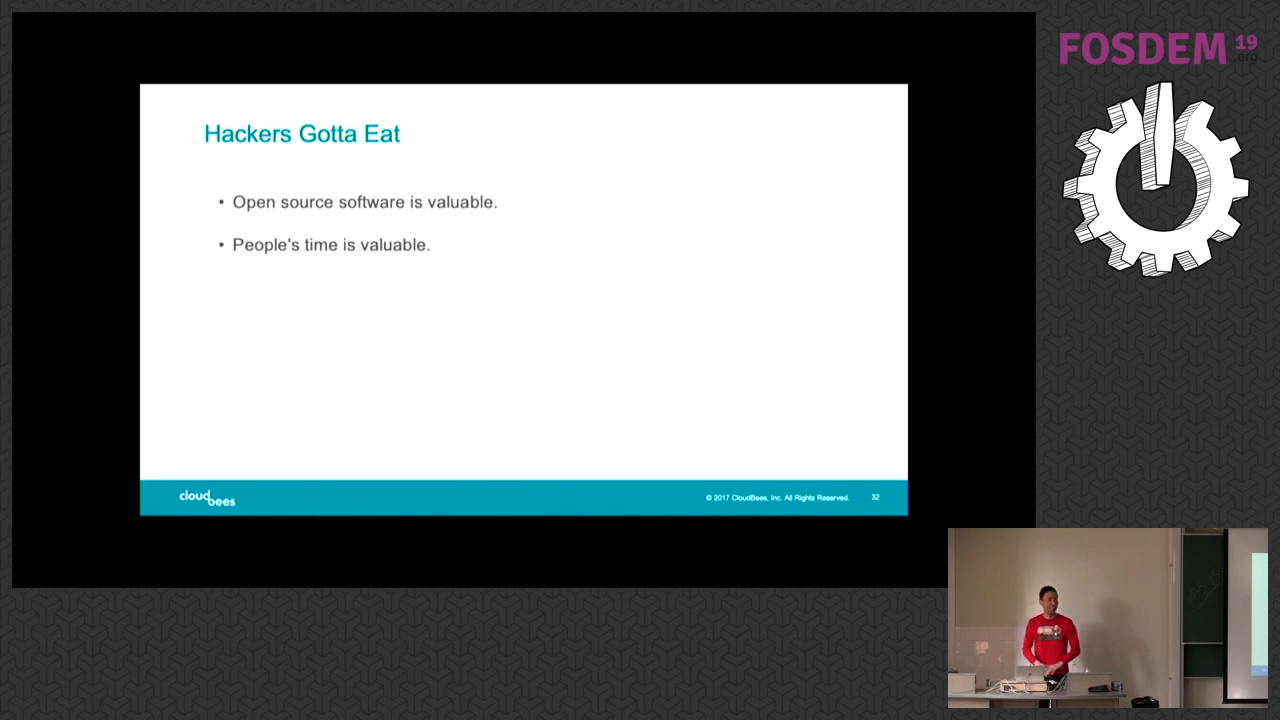 FOSDEM 19
.org
Hackers Gotta Eat
• Open source software is valuable.
• People's time is valuable.
cloudbees
© 2017 CloudBees, Inc. All Rights Reserved.
32